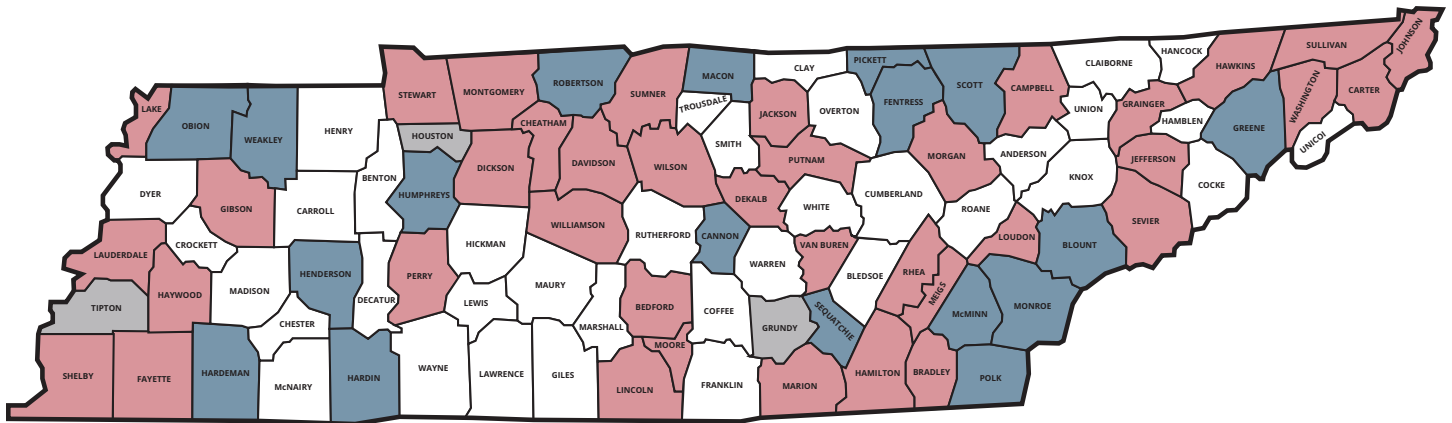 LAKE
OBION
WEAKLEY
HENRY
STEWART
MONTGOMERY
ROBERTSON
SUMNER
MACON
TROUSDALE
CLAY
PICKETT
FENTRESS
SCOTT
CAMPBELL
CLAIBORNE
HANCOCK
HAWKINS
SULLIVAN
JOHNSON
CARTER
WASHINGTON
UNICOI
GREENE
HAMBLEN
GRAINGER
UNION
JACKSON
OVERTON
HOUSTON
CHEATHAM
DICKSON
DAVIDSON
WILSON
SMITH
PUTNAM
MORGAN
ANDERSON
KNOX
JEFFERSON
COCKE
SEVIER
DYER
GIBSON
CARROLL
BENTON
HUMPHREYS
DEKALB
WHITE
CUMBERLAND
ROANE
LOUDON
BLOUNT
CROCKETT
LAUDERDALE
HAYWOOD
MADISON
HENDERSON
DECATUR
PERRY
HICKMAN
WILLIAMSON
RUTHERFORD
CANNON
WARREN
VAN BUREN
BLEDSOE
RHEA
MEIGS
McMINN
MONROE
TIPTON
CHESTER
LEWIS
MAURY
MARSHALL
BEDFORD
COFFEE
GRUNDY
SEQUATCHIE
SHELBY
FAYETTE
HARDEMAN
McNAIRY
HARDIN
WAYNE
LAWRENCE
GILES
LINCOLN
MOORE
FRANKLIN
MARION
HAMILTON
BRADLEY
POLK